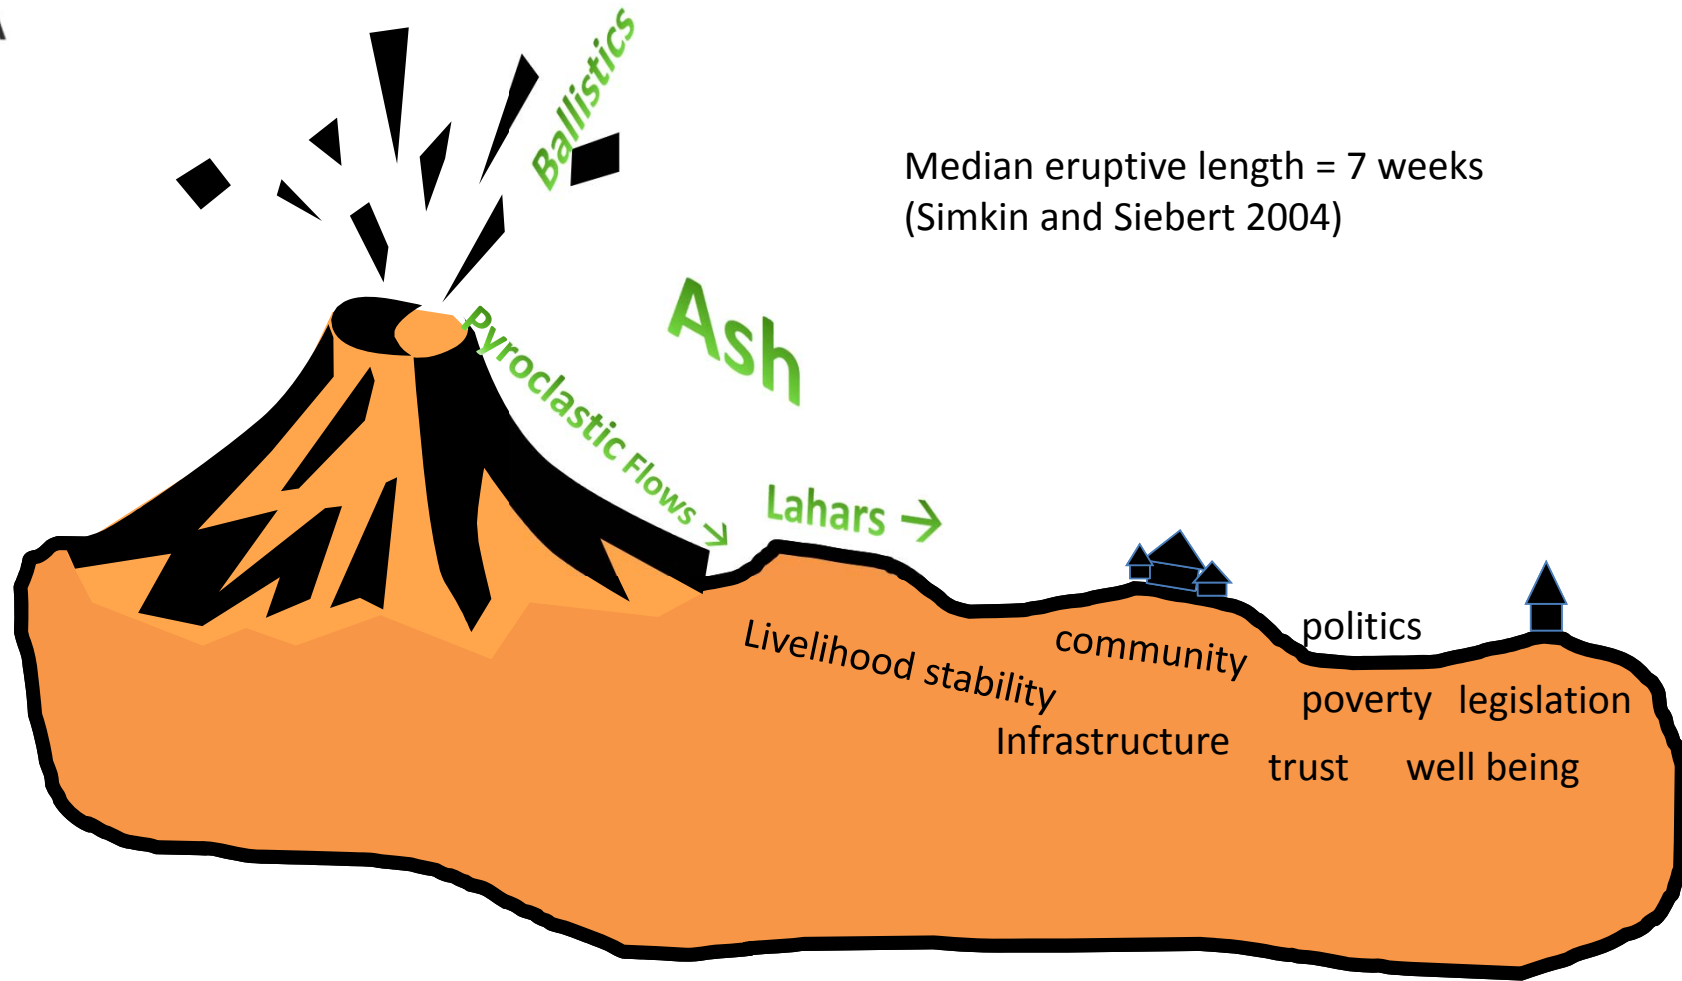 Ballistics
Median eruptive length = 7 weeks
(Simkin and Siebert 2004)
Ash
Pyroclastic Flows →
Lahars →
politics
Livelihood stability
community
poverty legislation
Infrastructure
trust well being